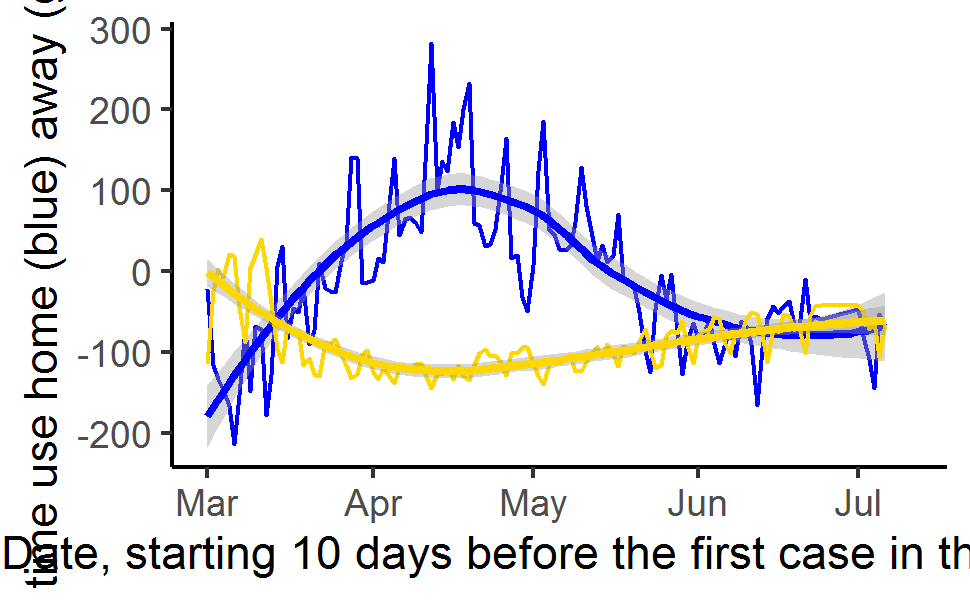 time use home (blue) away (g
300
200
100
0
-100
-200
Mar Apr May Jun Jul
Date, starting 10 days before the first case in th